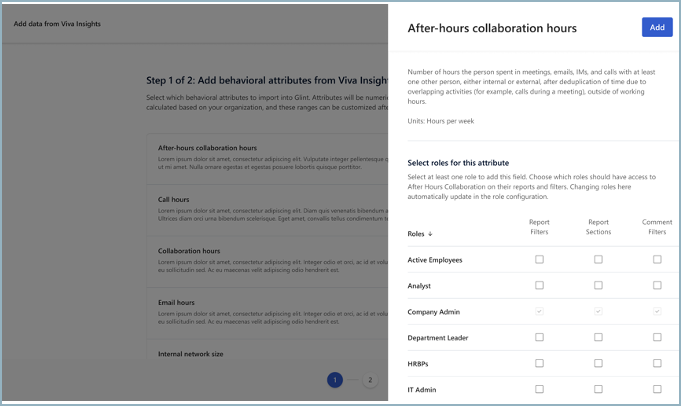 Add data from Viva Insights
Step 1 of 2: Add behavioral attributes from Viva Insigh
Select which behavioral attributes to import into Glint. Attributes will be numeri
calculated based on your organization, and these ranges can be customized afte
After-hours collaboration hours
Lorem ipsum dolor sit amet, consectetur adipiscing elit. Vulputate integer pellentesque
ut mi amet. Nulla ornare egestas et egestas posuere lobortis quisque porttitor.
Call hours
Lorem ipsum dolor sit amet, consectetur adipiscing elit. Diam quis venenatis bibendum
Ultrices diam orci urna bibendum scelerisque. Eget amet, convallis tellus condimentum
Collaboration hours
Lorem ipsum dolor sit amet, consectetur adipiscing elit. Integer odio et orci, ac id et
eu sollicitudin sed. Ac eu maecenas velit adipiscing odio hendrerit est.
Email hours
Lorem ipsum dolor sit amet, consectetur adipiscing elit. Integer odio et orci, ac id et
eu sollicitudin sed. Ac eu maecenas velit adipiscing odio hendrerit est.
Internal network size
1
2
After-hours collaboration hours
Add
Number of hours the person spent in meetings, emails, IMs, and calls with at least
one other person, either internal or external, after deduplication of time due to
overlapping activities (for example, calls during a meeting), outside of working
hours.
Units: Hours per week
Select roles for this attribute
Select at least one role to add this field. Choose which roles should have access to
After Hours Collaboration on their reports and filters. Changing roles here
automatically update in the role configuration.
Roles ↓
Report Filters
Report Sections
Comment Filters
Active Employees
Analyst
Company Admin
Department Leader
HRBPs
IT Admin